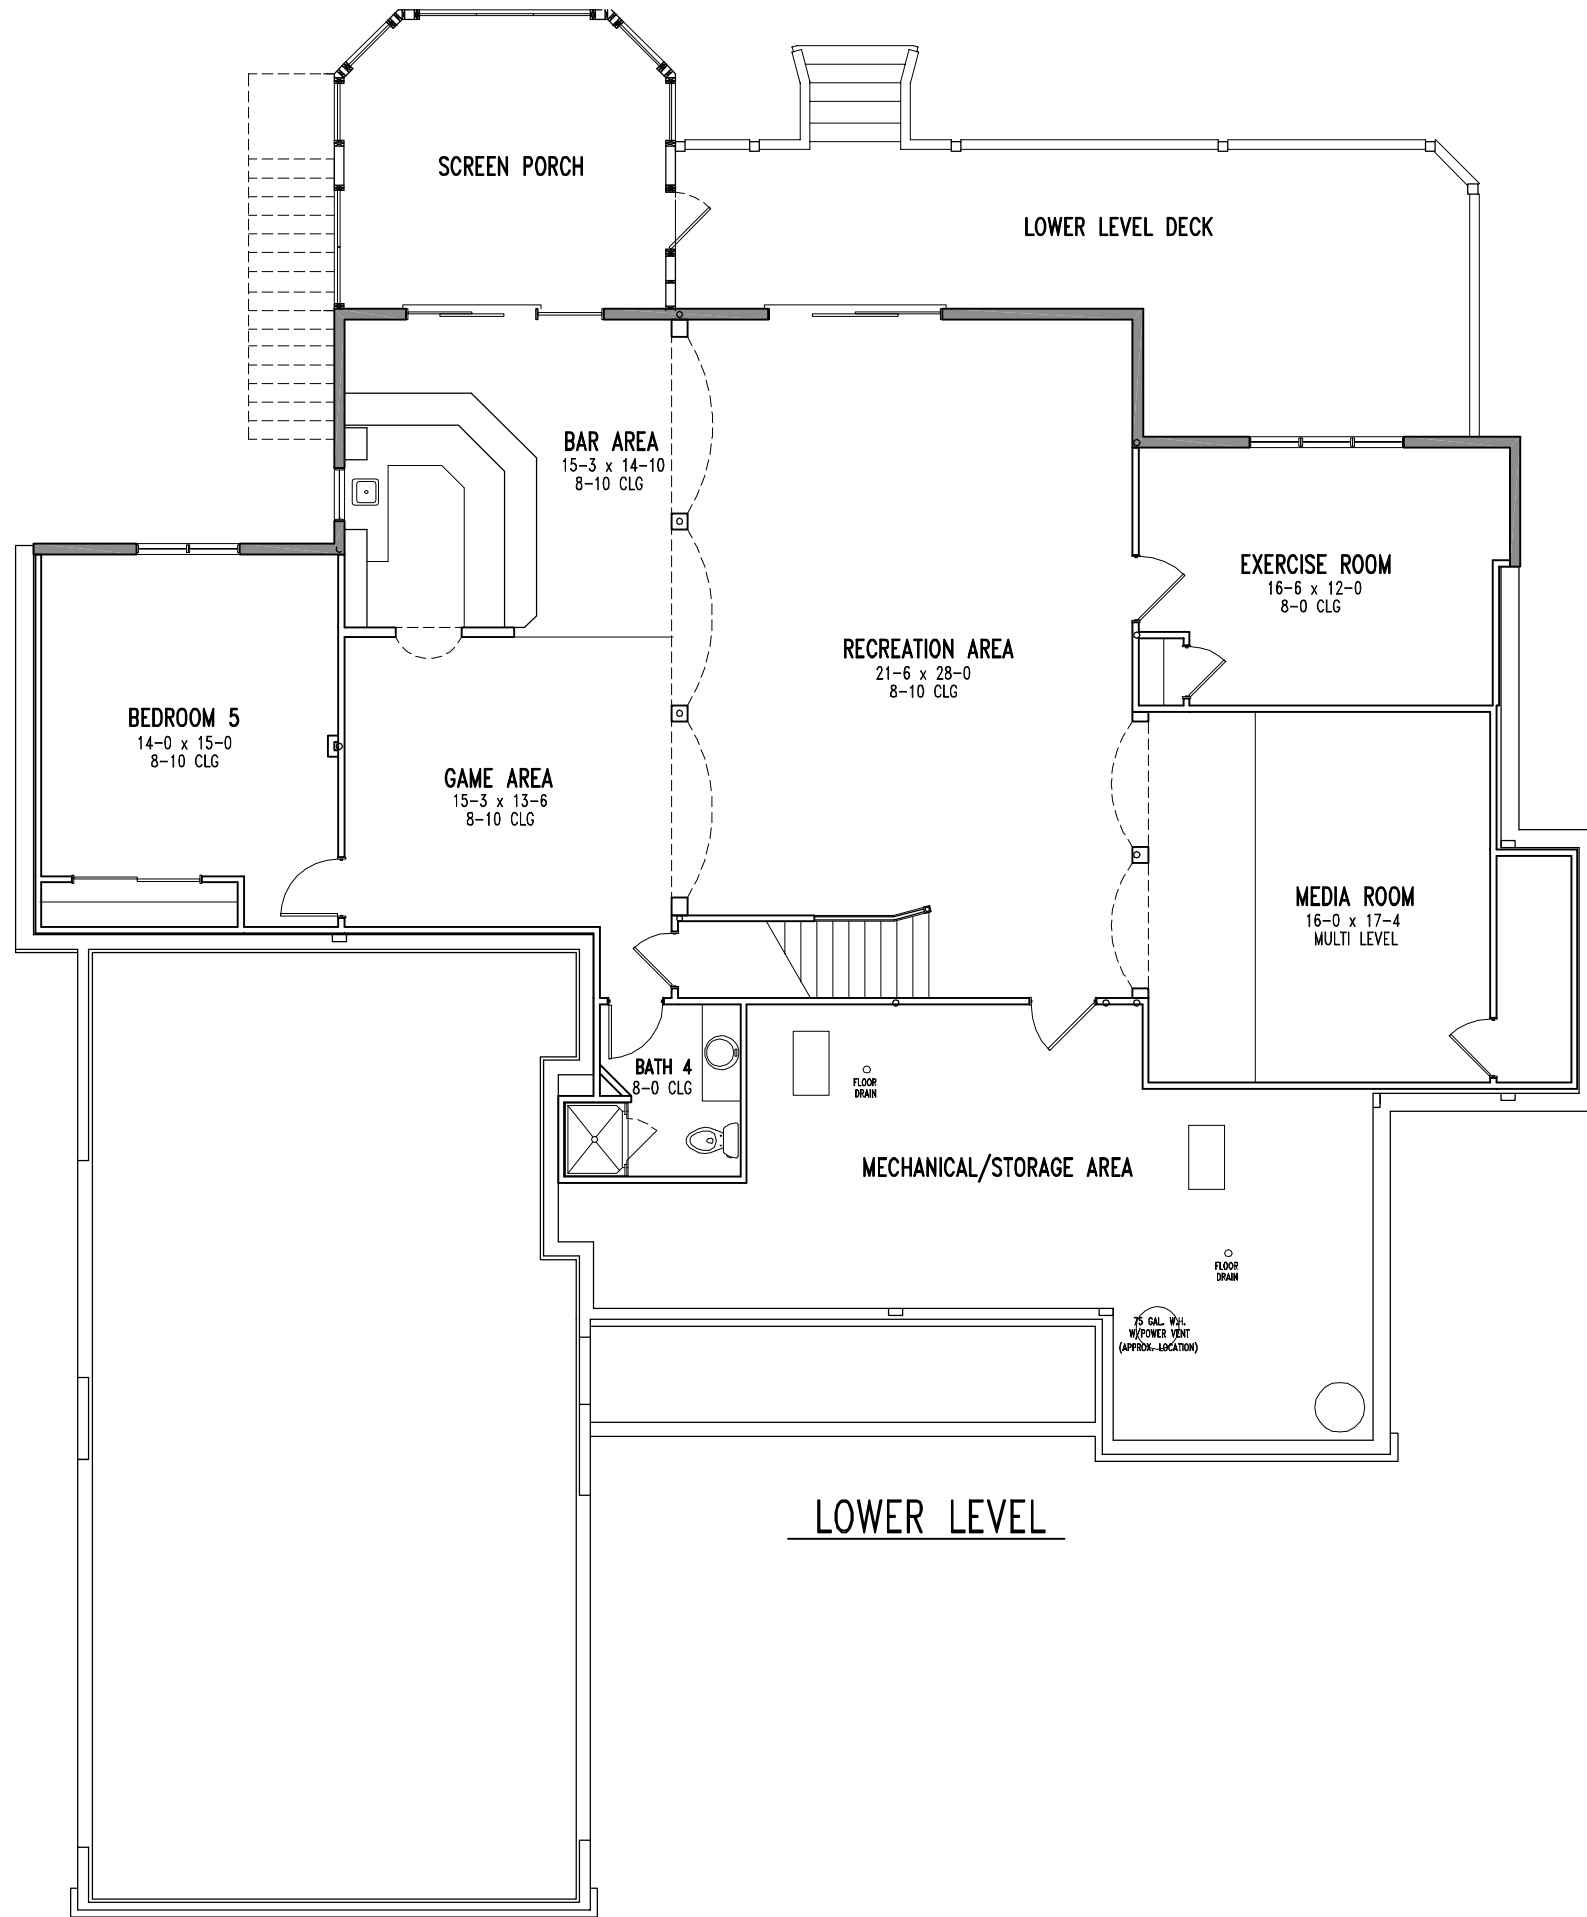 SCREEN PORCH
LOWER LEVEL DECK
BAR AREA
15-3 x 14-10
8-10 CLG
EXERCISE ROOM
16-6 x 12-0
8-0 CLG
RECREATION AREA
21-6 x 28-0
8-10 CLG
BEDROOM 5
14-0 x 15-0
8-10 CLG
GAME AREA
15-3 x 13-6
8-10 CLG
MEDIA ROOM
16-0 x 17-4
MULTI LEVEL
BATH 4
8-0 CLG
FLOOR
DRAIN
MECHANICAL/STORAGE AREA
FLOOR
DRAIN
75 GAL. W.H.
W/POWER VENT
(APPROX. LOCATION)
LOWER LEVEL